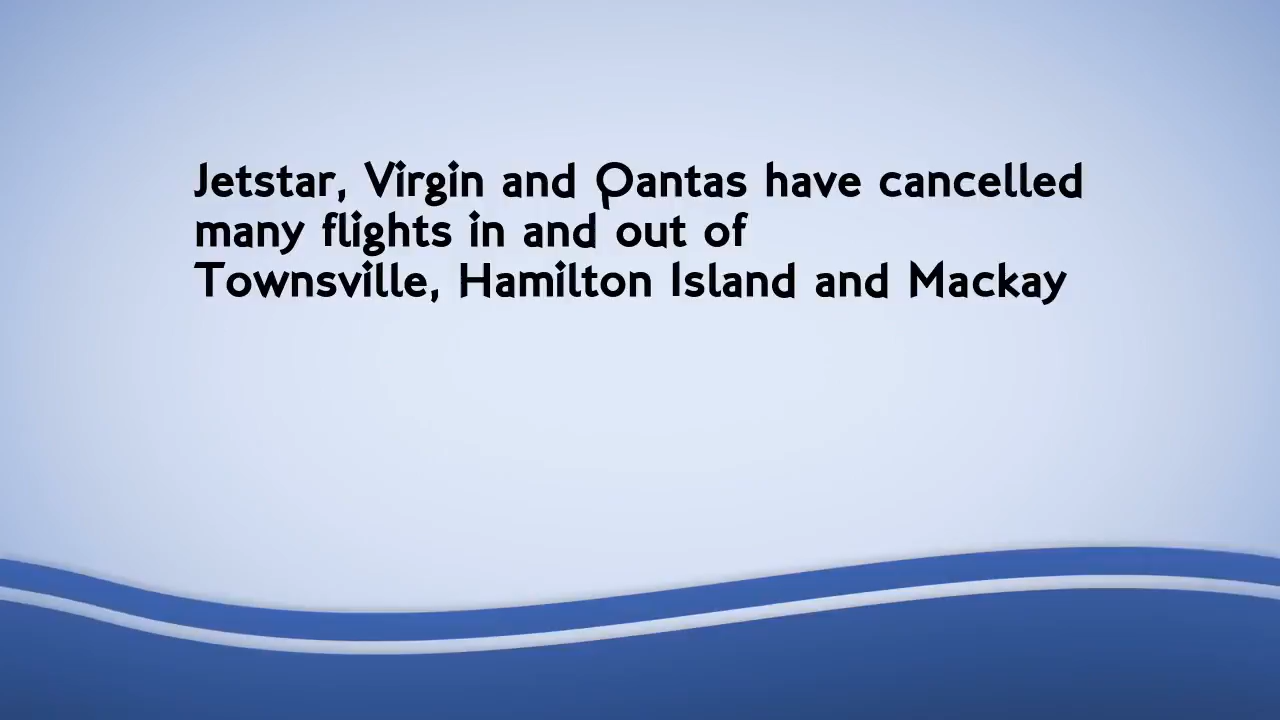 Jetstar, Virgin and Qantas have cancelled
many flights in and out of
Townsville, Hamilton Island and Mackay